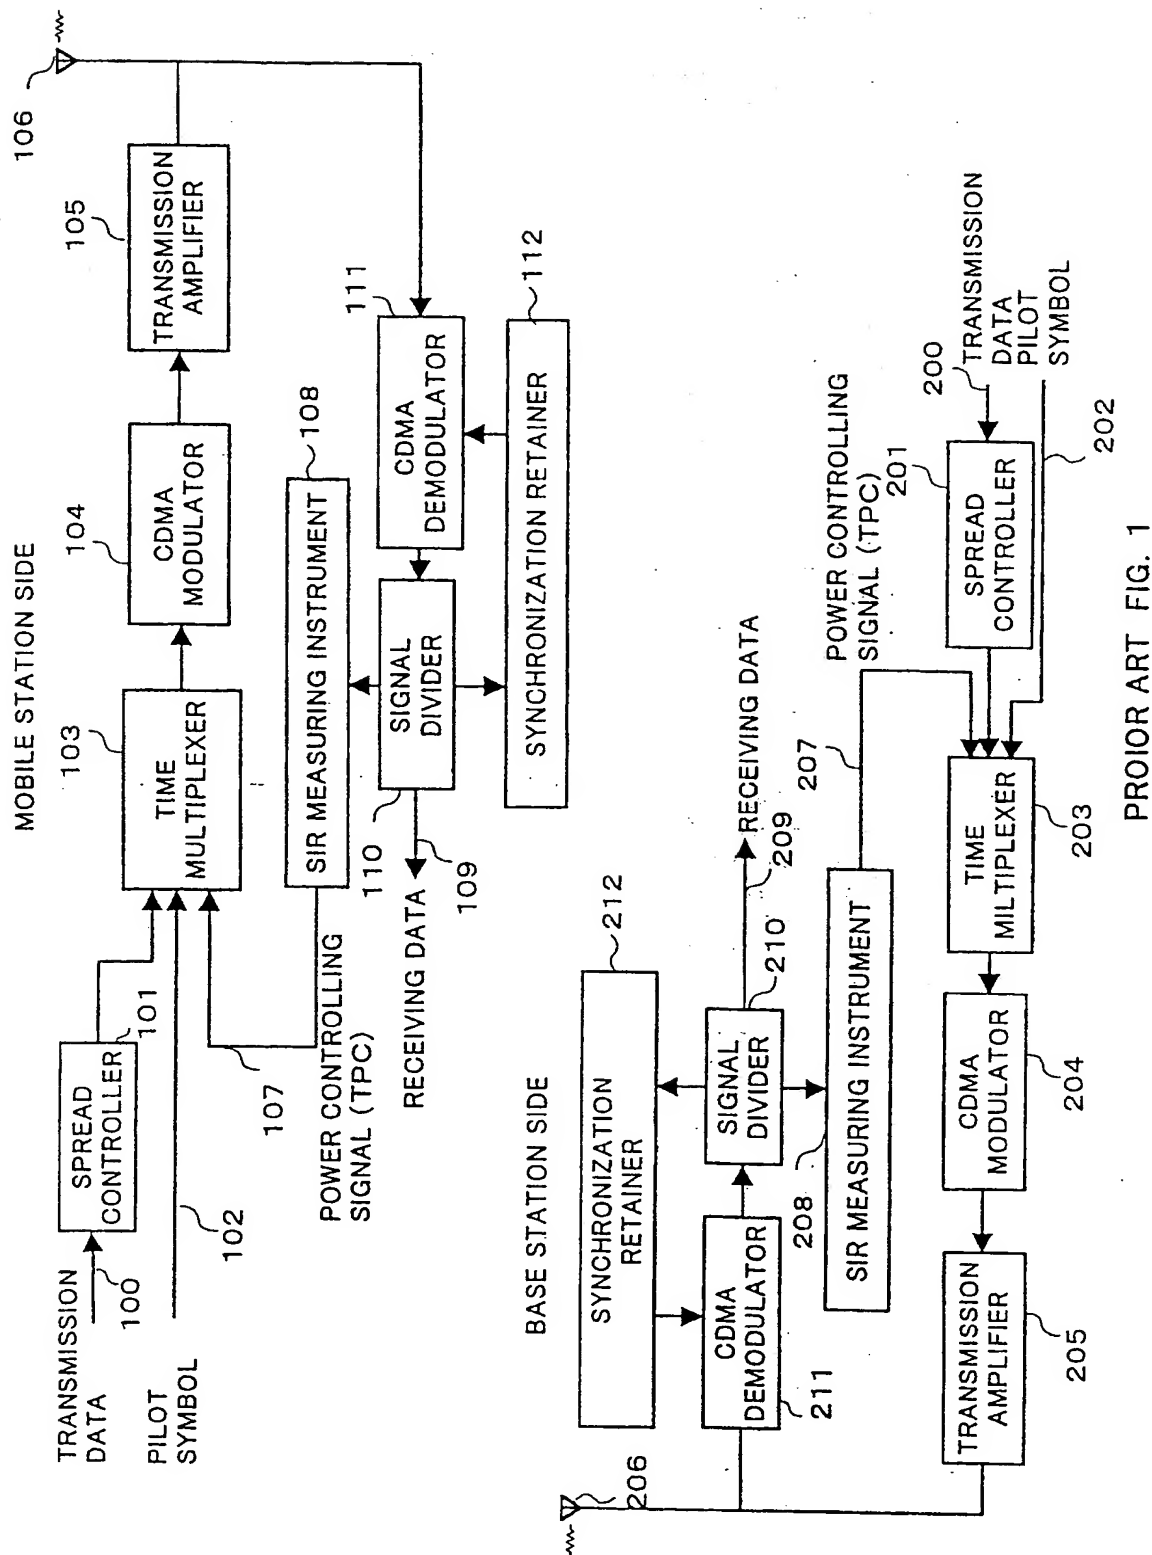 MOBILE STATION SIDE
106
105
TRANSMISSION
AMPLIFIER
104
CDMA
MODULATOR
103
TIME
MULTIPLEXER
101
SPREAD
CONTROLLER
100
TRANSMISSION
DATA
102
PILOT
SYMBOL
107
POWER CONTROLLING
SIGNAL (TPC)
108
SIR MEASURING INSTRUMENT
111
CDMA
DEMODULATOR
SIGNAL
DIVIDER
110
109
RECEIVING DATA
112
SYNCHRONIZATION RETAINER
BASE STATION SIDE
206
212
SYNCHRONIZATION
RETAINER
CDMA
DEMODULATOR
211
SIGNAL
DIVIDER
210
209
RECEIVING DATA
208
SIR MEASURING INSTRUMENT
207
POWER CONTROLLING
SIGNAL (TPC)
201
SPREAD
CONTROLLER
200
TRANSMISSION
DATA
PILOT
SYMBOL
202
TIME
MILTIPLEXER
203
CDMA
MODULATOR
204
TRANSMISSION
AMPLIFIER
205
PROIOR ART FIG. 1